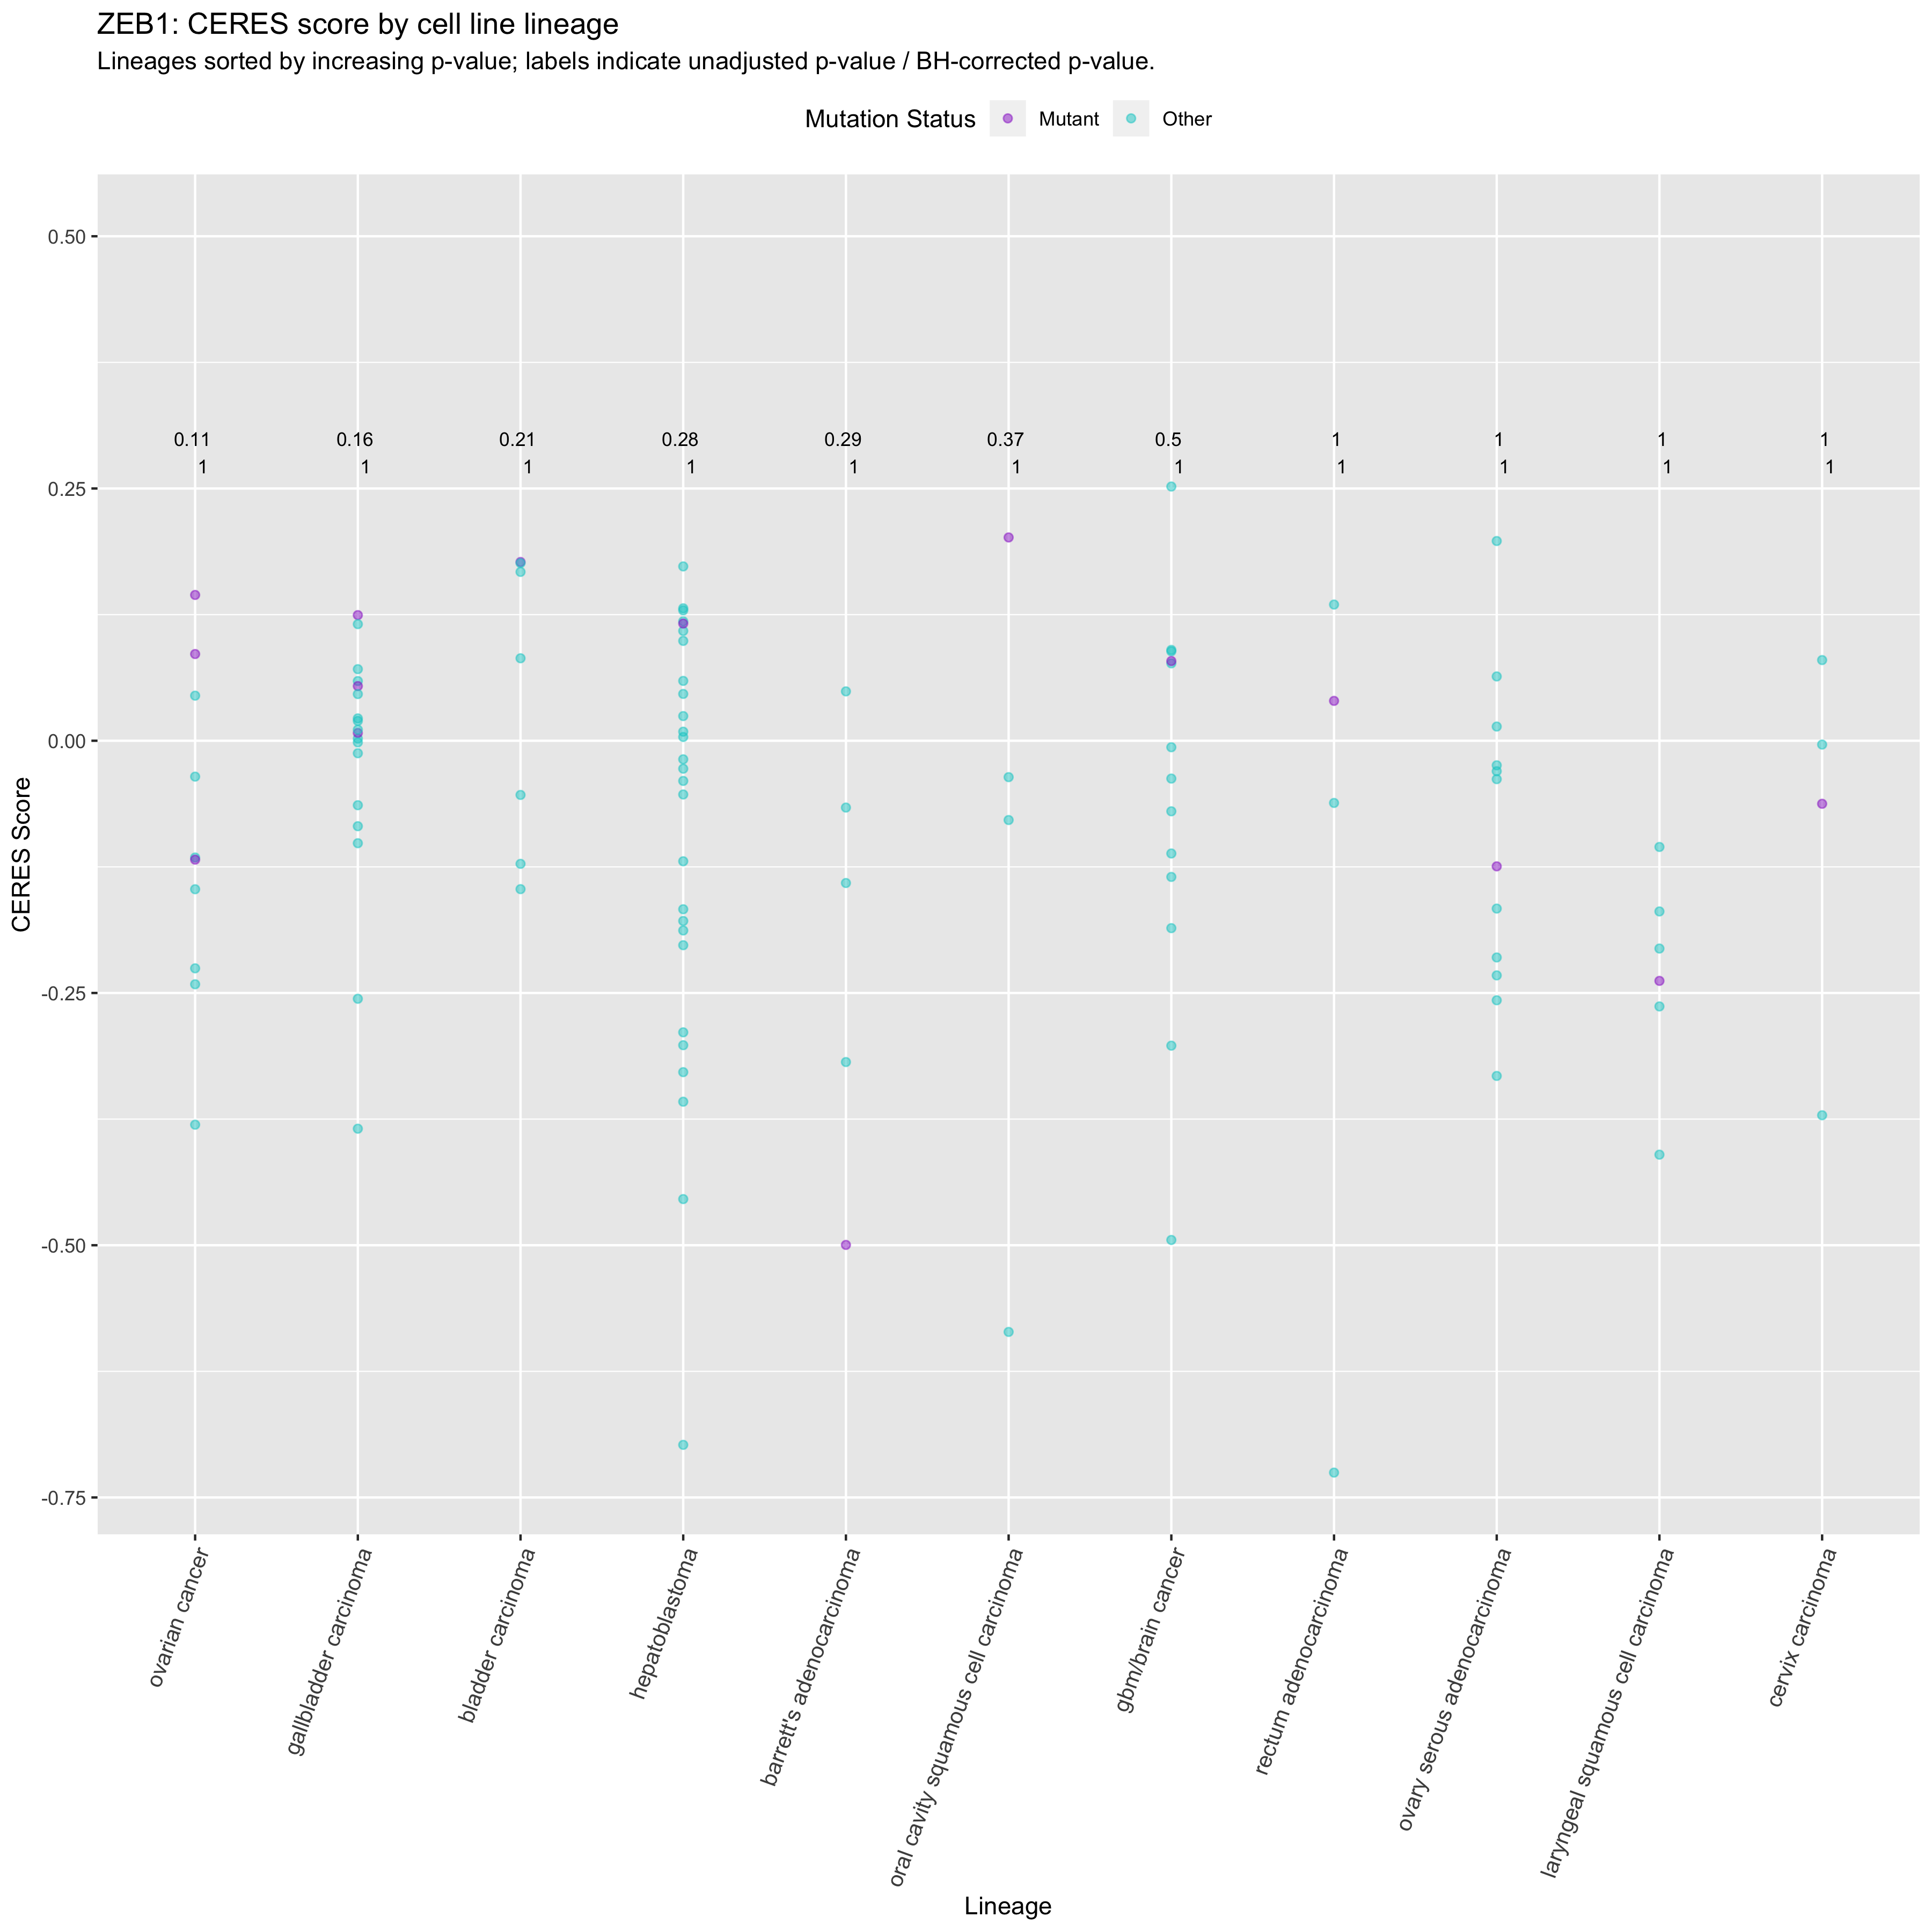 ZEB1: CERES score by cell line lineage
Lineages sorted by increasing p-value; labels indicate unadjusted p-value / BH-corrected p-value.
Mutation Status Mutant Other
0.50
0.11 0.16 0.21 0.28 0.29 0.37 0.5 1 1 1 1
1 1 1 1 1 1 1 1 1 1 1
0.25
0.00
-0.25
-0.50
-0.75
CERES Score
ovarian cancer
gallbladder carcinoma
bladder carcinoma
hepatoblastoma
barrett's adenocarcinoma
oral cavity squamous cell carcinoma
gbm/brain cancer
rectum adenocarcinoma
ovary serous adenocarcinoma
laryngeal squamous cell carcinoma
cervix carcinoma
Lineage